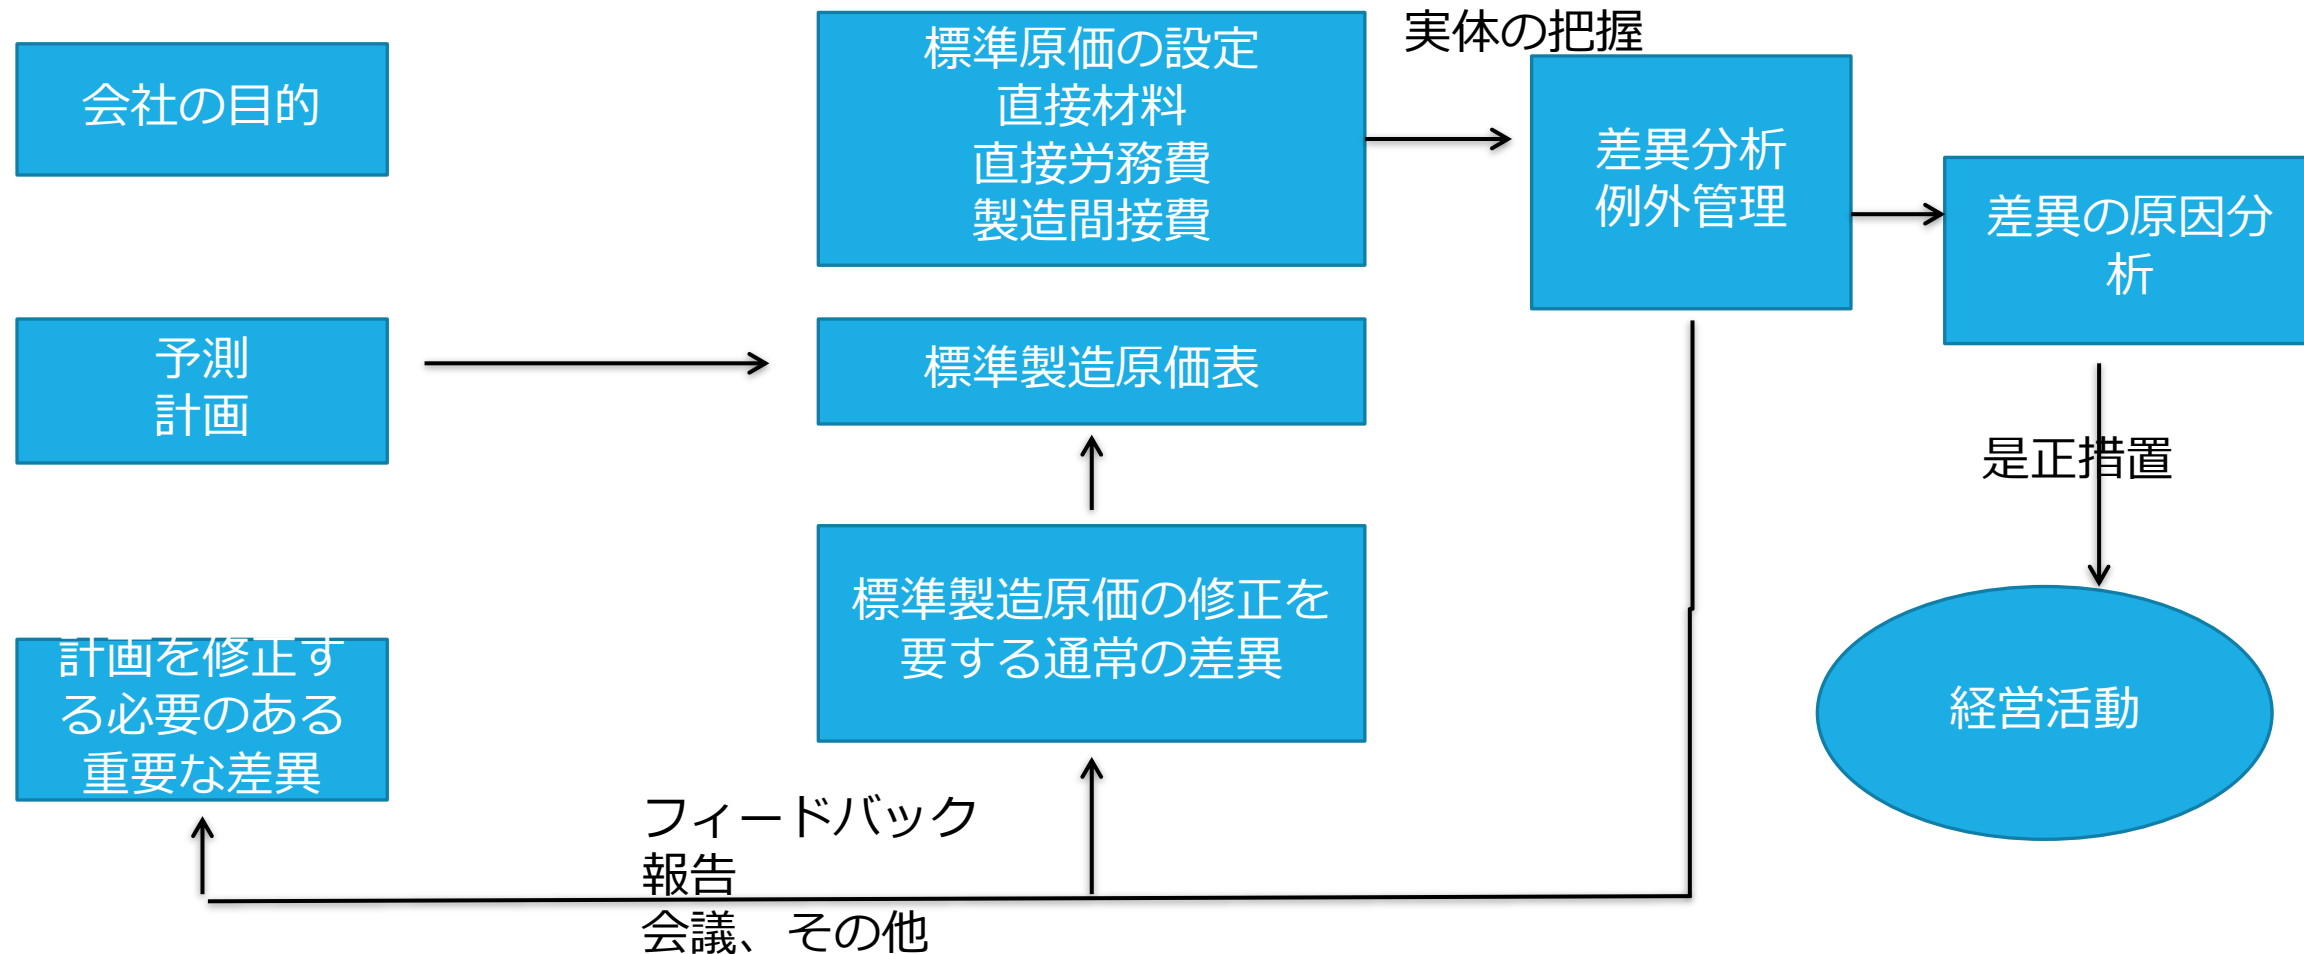 会社の目的
標準原価の設定
直接材料
直接労務費
製造間接費
実体の把握
差異分析
例外管理
差異の原因分
析
予測
計画
標準製造原価表
是正措置
標準製造原価の修正を
要する通常の差異
計画を修正す
る必要のある
重要な差異
経営活動
フィードバック
報告
会議、その他